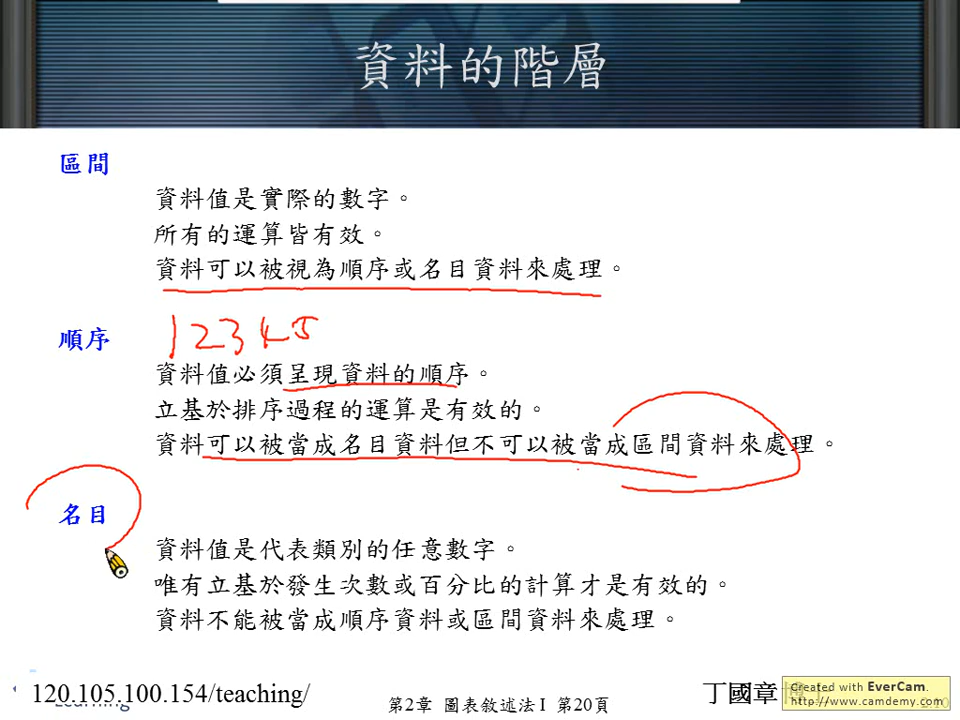 資料的階層
區間
資料值是實際的數字。
所有的運算皆有效。
資料可以被視為順序或名目資料來處理。
順序
1 2 3 4 5
資料值必須呈現資料的順序。
立基於排序過程的運算是有效的。
資料可以被當成名目資料但不可以被當成區間資料來處理。
名目
資料值是代表類別的任意數字。
唯有立基於發生次數或百分比的計算才是有效的。
資料不能被當成順序資料或區間資料來處理。
120.105.100.154/teaching/
Learning
第2章 圖表敘述法 I 第20頁
丁國章 博
Created with EverCam.
http://www.camdemy.com
2.10